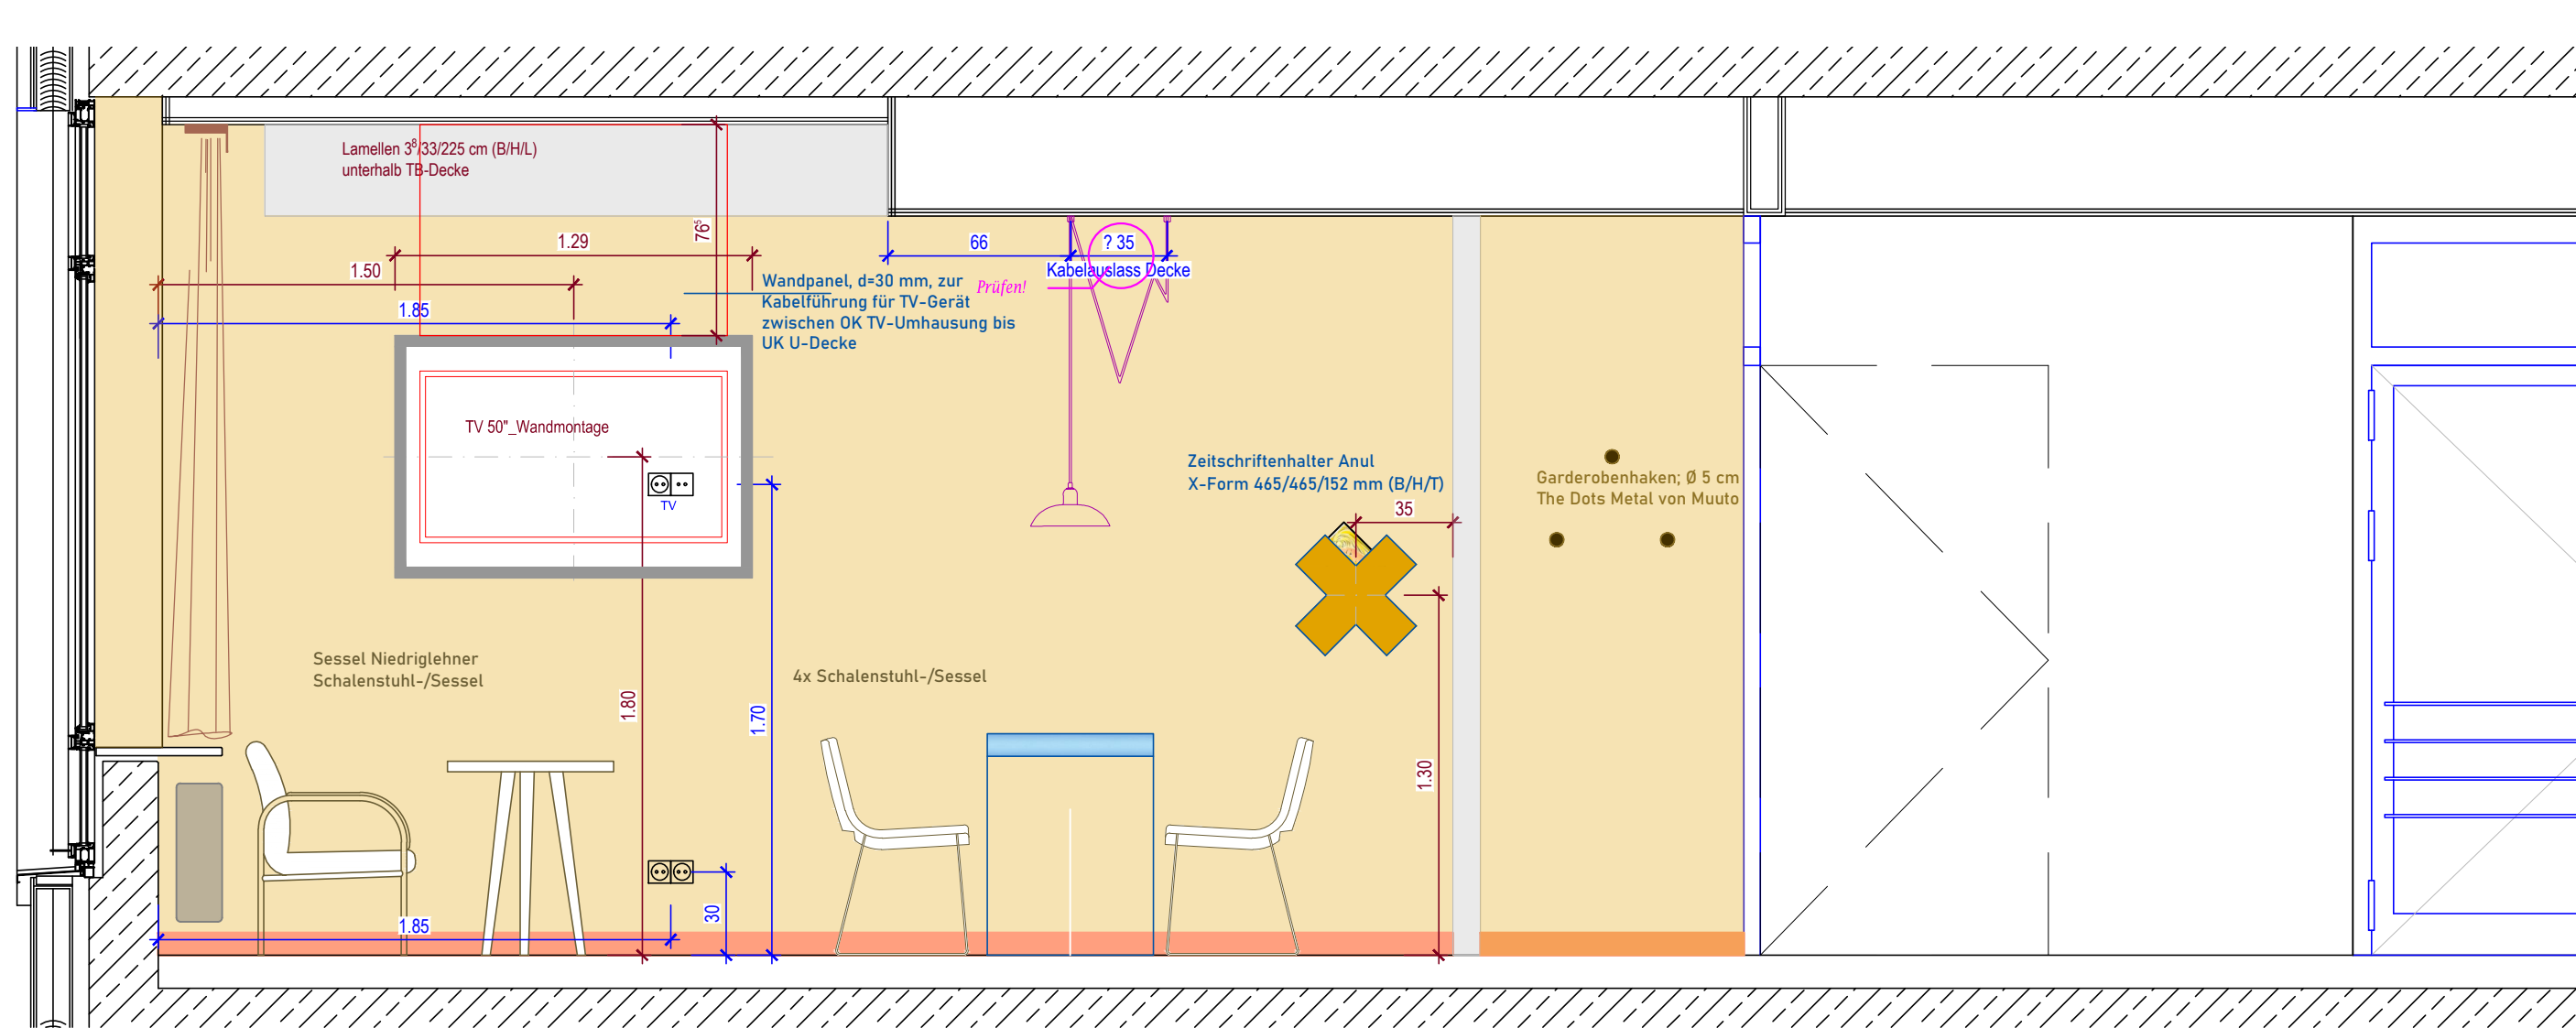 Lamellen 3⁸/33/225 cm (B/H/L)
unterhalb TB-Decke
76⁵
1.29
1.50
1.85
66
? 35
Kabelauslass Decke
Prüfen!
Wandpanel, d=30 mm, zur
Kabelführung für TV-Gerät
zwischen OK TV-Umhausung bis
UK U-Decke
TV 50"_Wandmontage
TV
Zeitschriftenhalter Anul
X-Form 465/465/152 mm (B/H/T)
35
Garderobenhaken; Ø 5 cm
The Dots Metal von Muuto
Sessel Niedriglehner
Schalenstuhl-/Sessel
4x Schalenstuhl-/Sessel
1.80
1.70
1.30
30
1.85